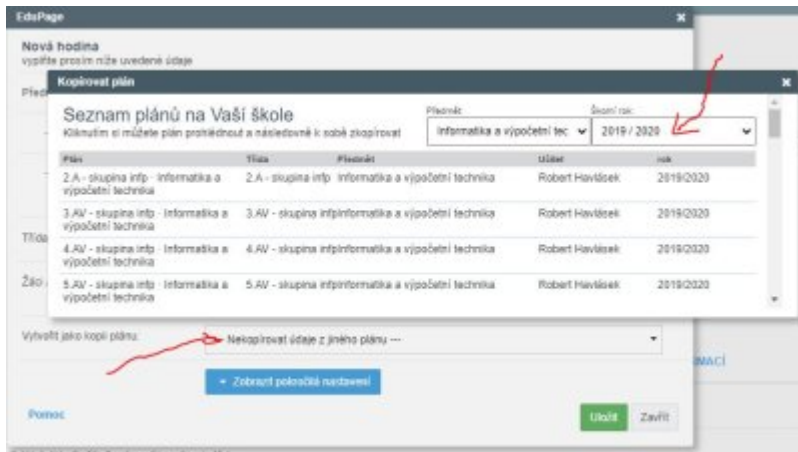 EduPage
Nová hodina
vyplňte prosím níže uvedené údaje
Kopírovat plán
Seznam plánů na Vaší škole
Kliknutím si můžete plán prohlédnout a následovně k sobě zkopírovat
Předmět:
Školní rok:
Informatika a výpočetní tec
2019 / 2020
Plán Třída Předmět Učitel rok
2.A - skupina infp · Informatika a výpočetní technika 2.A - skupina infp Informatika a výpočetní technika Robert Havlásek 2019/2020
3.AV - skupina infp · Informatika a výpočetní technika 3.AV - skupina infpInformatika a výpočetní technika Robert Havlásek 2019/2020
4.AV - skupina infp · Informatika a výpočetní technika 4.AV - skupina infpInformatika a výpočetní technika Robert Havlásek 2019/2020
5.AV - skupina infp · Informatika a výpočetní technika 5.AV - skupina infpInformatika a výpočetní technika Robert Havlásek 2019/2020
Třída
Vytvořit jako kopii plánu:
Nekopírovat údaje z jiného plánu ---
+ Zobrazit pokročilá nastavení
Pomoc
Uložit
Zavřít